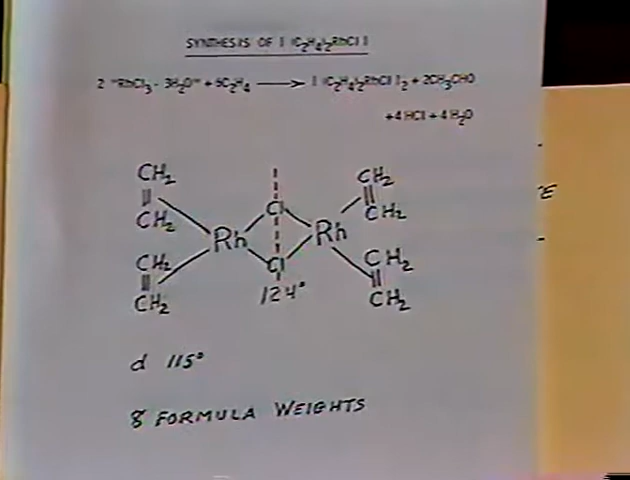 SYNTHESIS OF [ (C₂H₄)₂RhCl ]
2 "RhCl₃ · 3H₂O" + 6C₂H₄ ⟶ [ (C₂H₄)₂RhCl ]₂ + 2CH₃CHO
+4 HCl + 4 H₂O
CH₂ CH₂
CH₂ Cl CH₂
Rh Rh
CH₂ Cl CH₂
CH₂ 124° CH₂
d 115°
8 FORMULA WEIGHTS
E